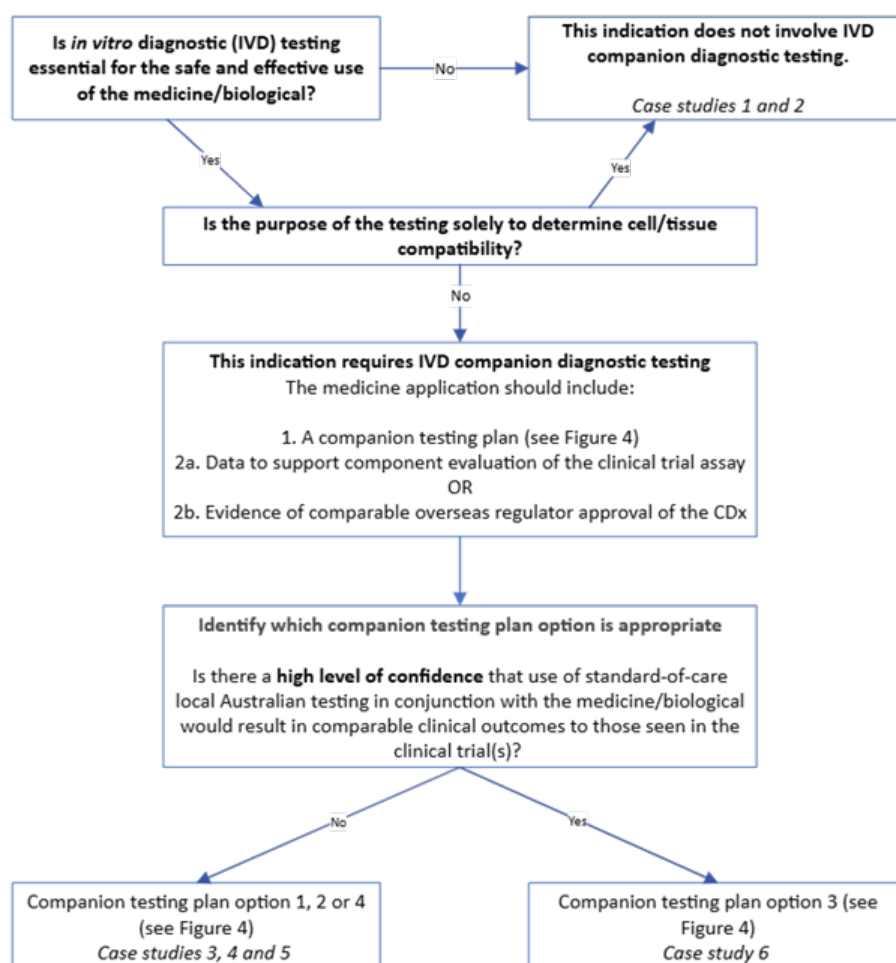 Is in vitro diagnostic (IVD) testing
essential for the safe and effective use
of the medicine/biological?
No
This indication does not involve IVD
companion diagnostic testing.
Case studies 1 and 2
Yes
Yes
Is the purpose of the testing solely to determine cell/tissue
compatibility?
No
This indication requires IVD companion diagnostic testing
The medicine application should include:
1. A companion testing plan (see Figure 4)
2a. Data to support component evaluation of the clinical trial assay
OR
2b. Evidence of comparable overseas regulator approval of the CDx
Identify which companion testing plan option is appropriate
Is there a high level of confidence that use of standard-of-care
local Australian testing in conjunction with the medicine/biological
would result in comparable clinical outcomes to those seen in the
clinical trial(s)?
No
Yes
Companion testing plan option 1, 2 or 4
(see Figure 4)
Case studies 3, 4 and 5
Companion testing plan option 3 (see
Figure 4)
Case study 6